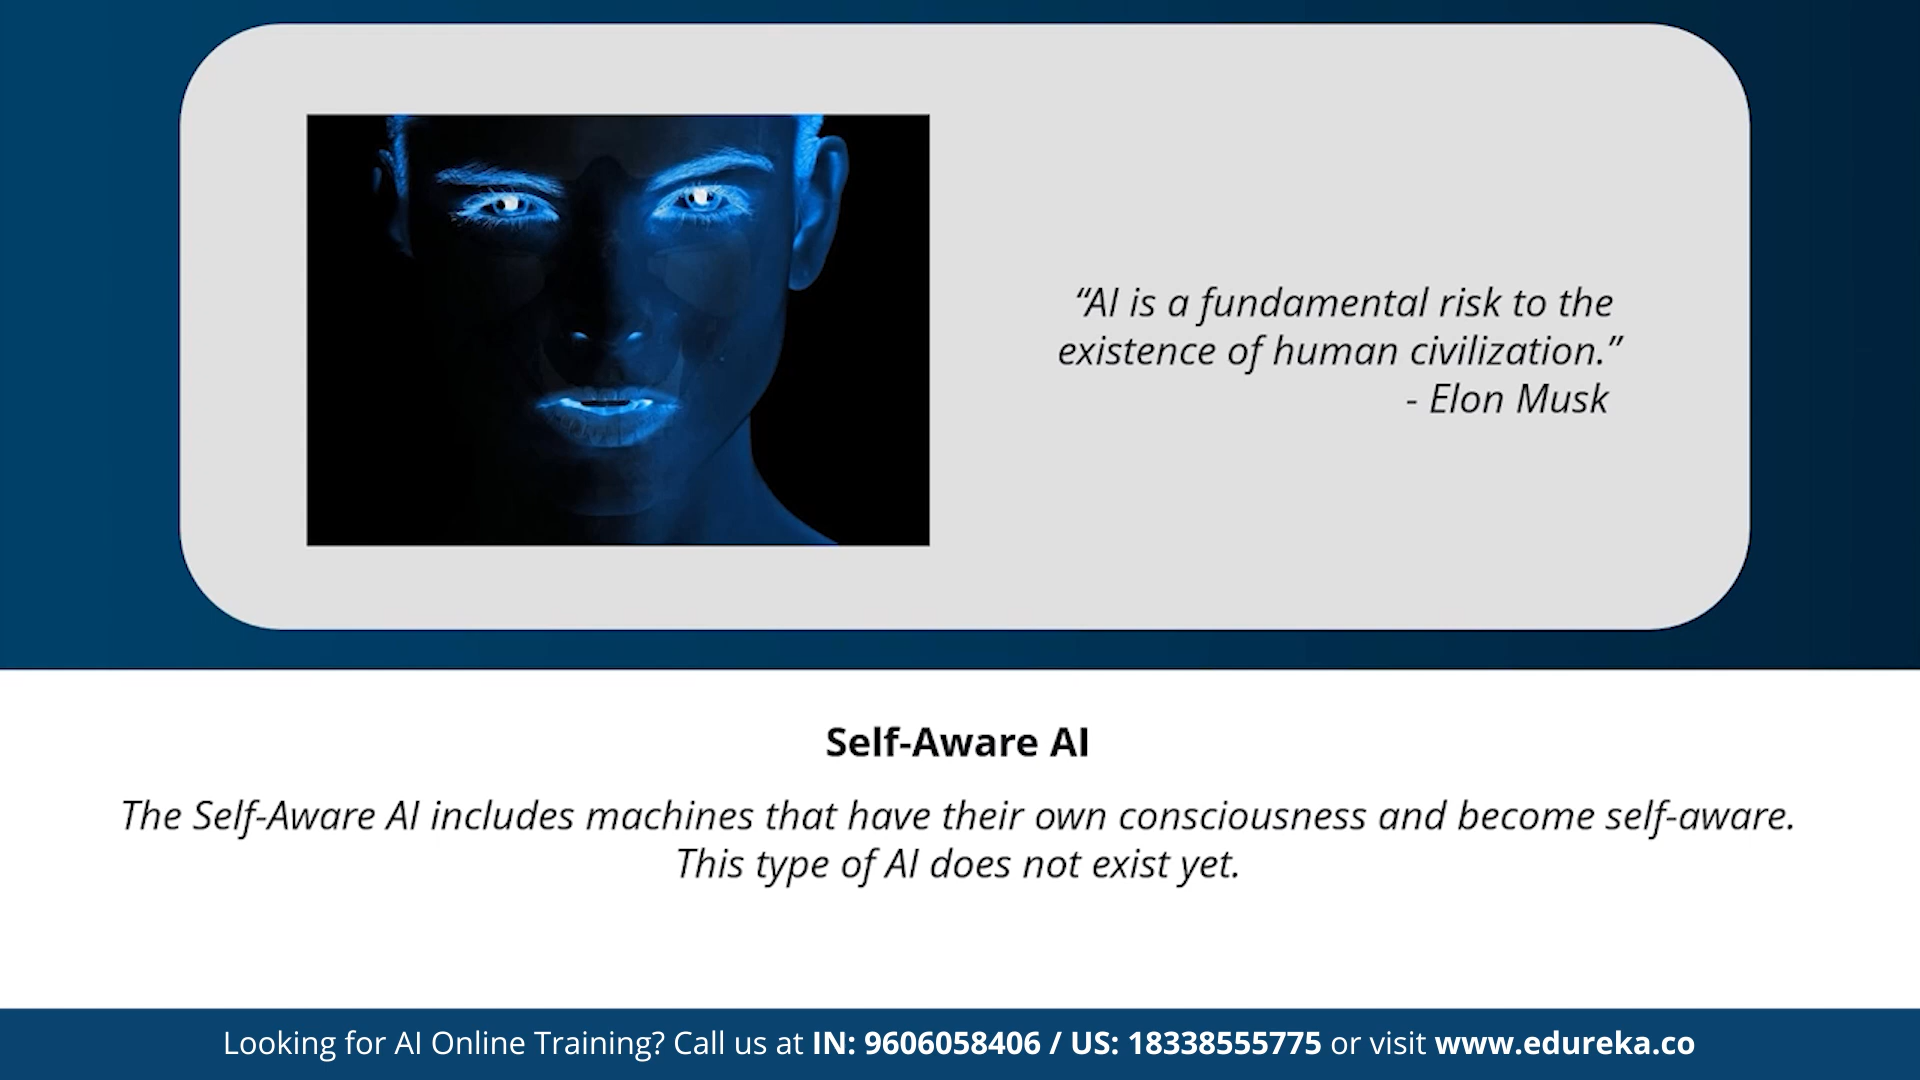 “AI is a fundamental risk to the
existence of human civilization.”
- Elon Musk
Self-Aware AI
The Self-Aware AI includes machines that have their own consciousness and become self-aware.
This type of AI does not exist yet.
Looking for AI Online Training? Call us at IN: 9606058406 / US: 18338555775 or visit www.edureka.co